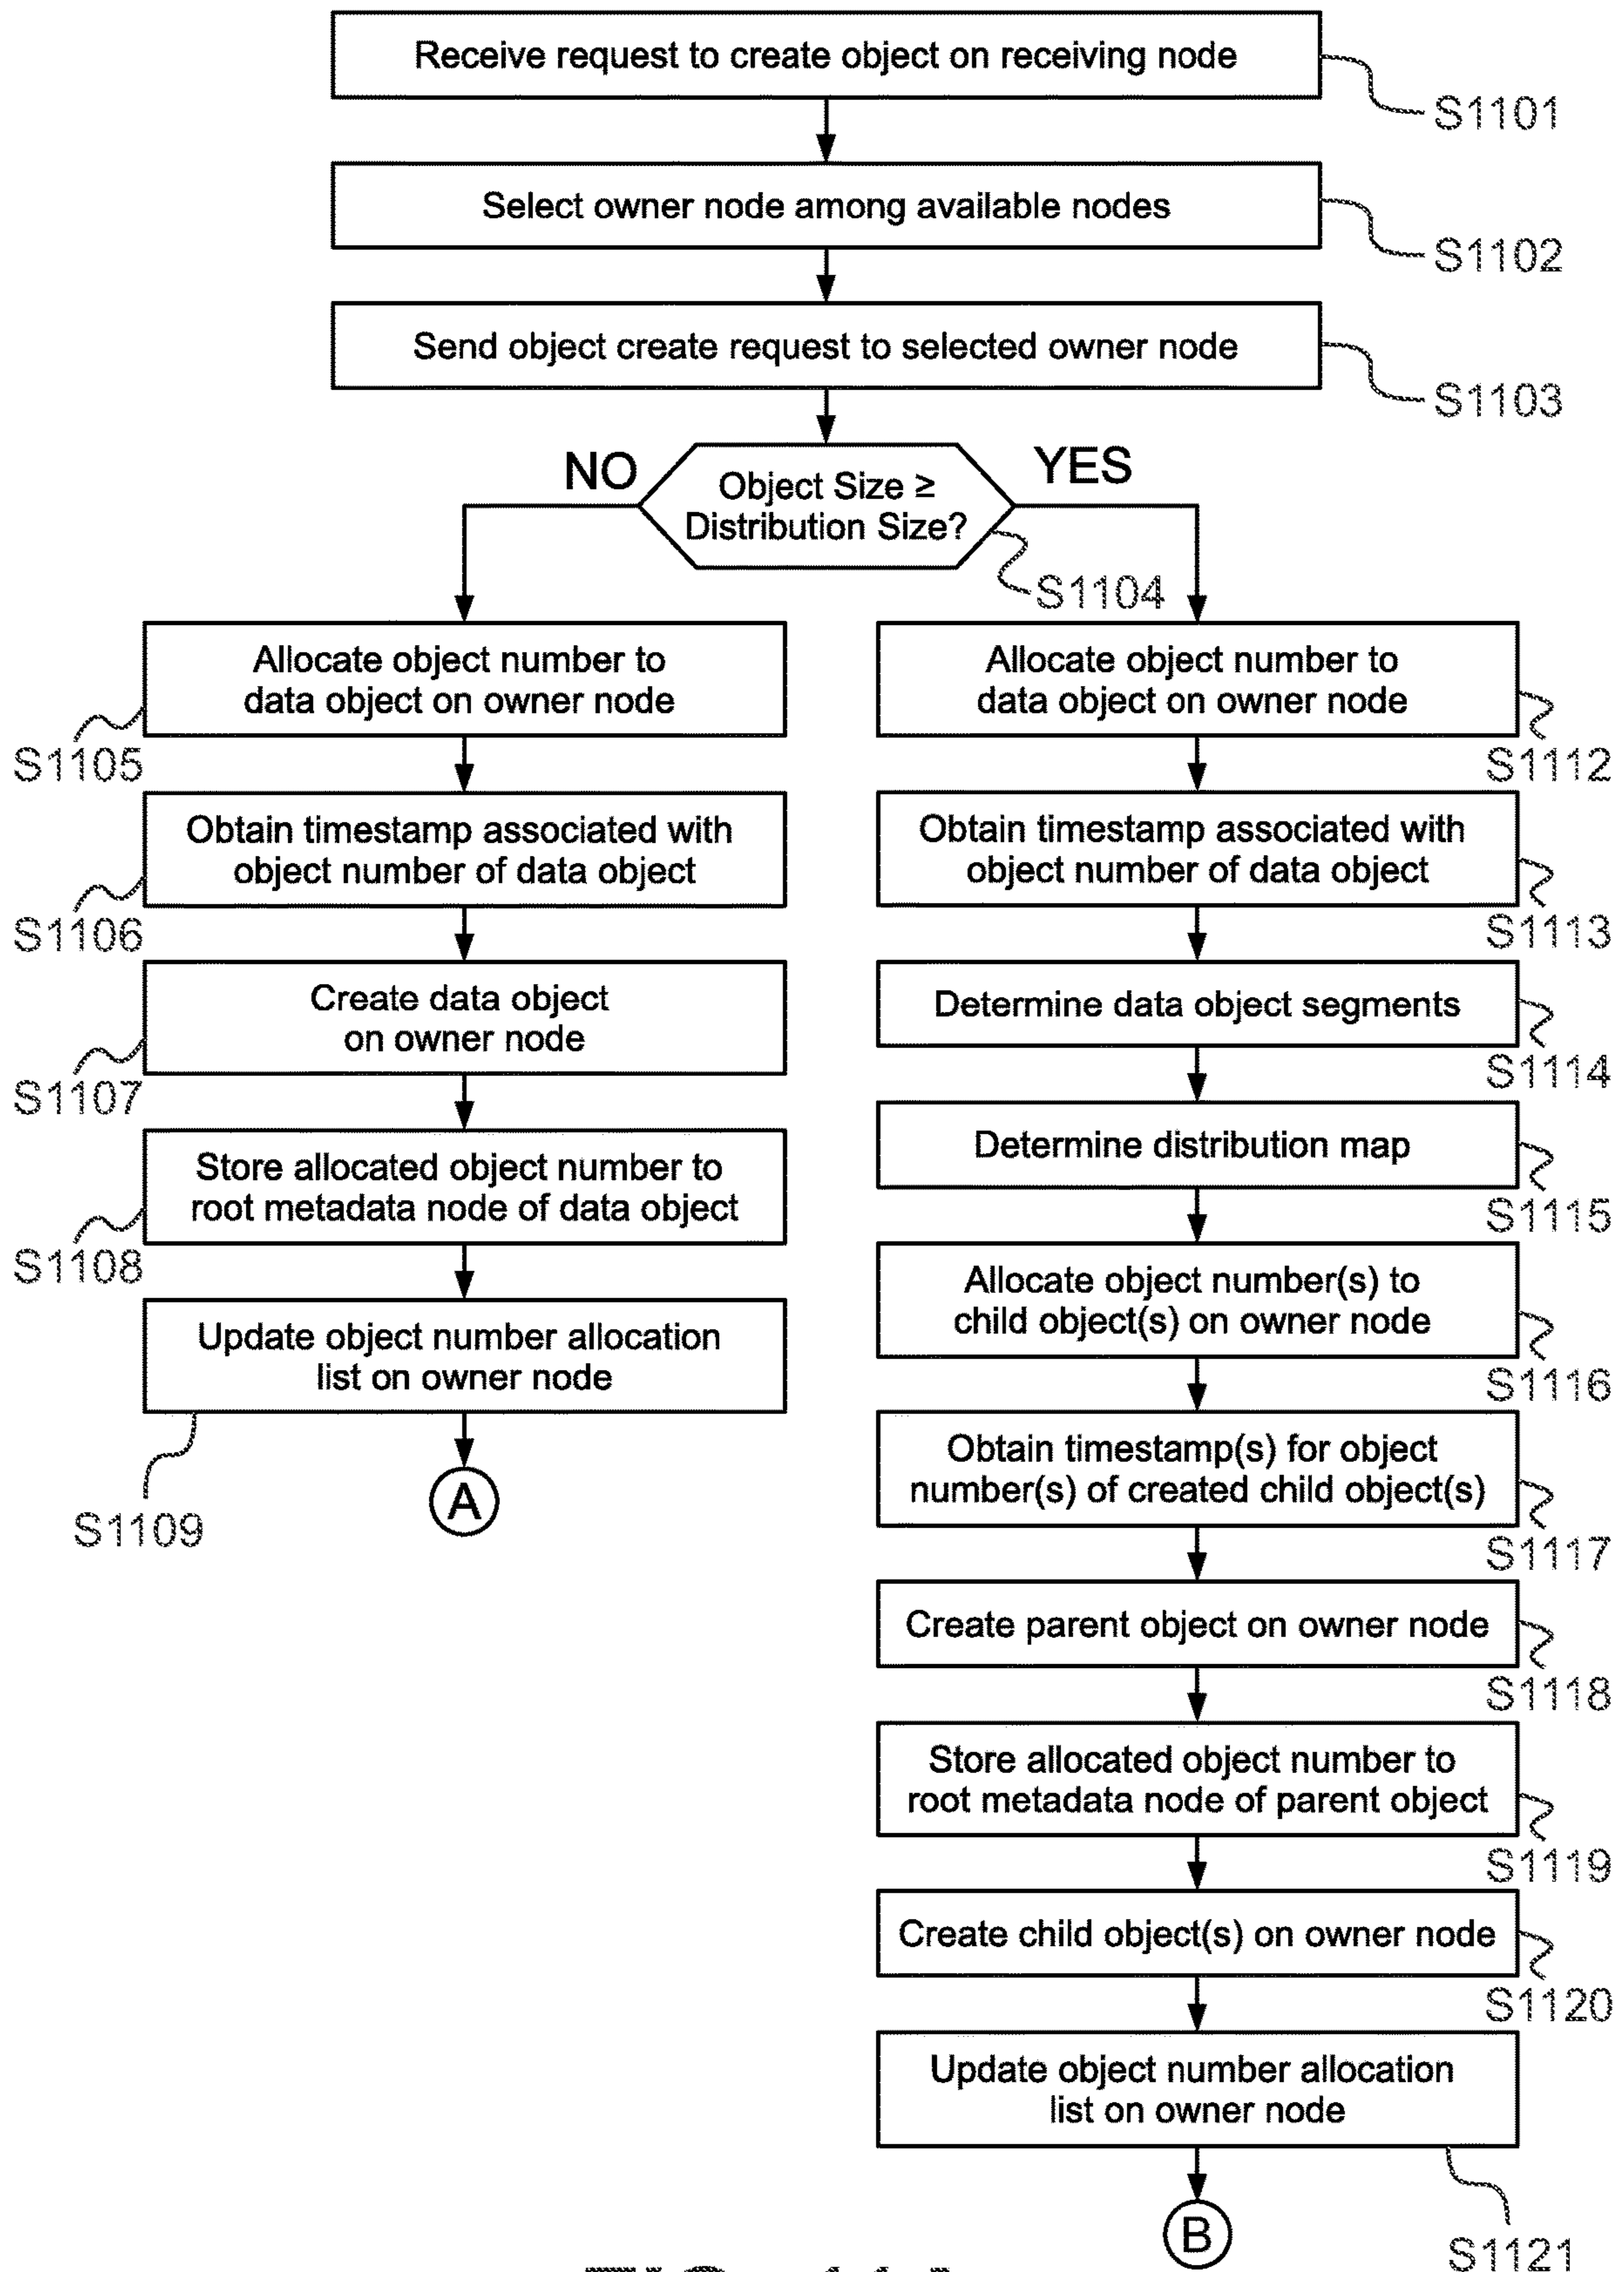 Receive request to create object on receiving node
S1101
Select owner node among available nodes
S1102
Send object create request to selected owner node
S1103
NO
YES
Object Size ≥
Distribution Size?
S1104
Allocate object number to
data object on owner node
S1105
Obtain timestamp associated with
object number of data object
S1106
Create data object
on owner node
S1107
Store allocated object number to
root metadata node of data object
S1108
Update object number allocation
list on owner node
S1109
A
Allocate object number to
data object on owner node
S1112
Obtain timestamp associated with
object number of data object
S1113
Determine data object segments
S1114
Determine distribution map
S1115
Allocate object number(s) to
child object(s) on owner node
S1116
Obtain timestamp(s) for object
number(s) of created child object(s)
S1117
Create parent object on owner node
S1118
Store allocated object number to
root metadata node of parent object
S1119
Create child object(s) on owner node
S1120
Update object number allocation
list on owner node
S1121
B